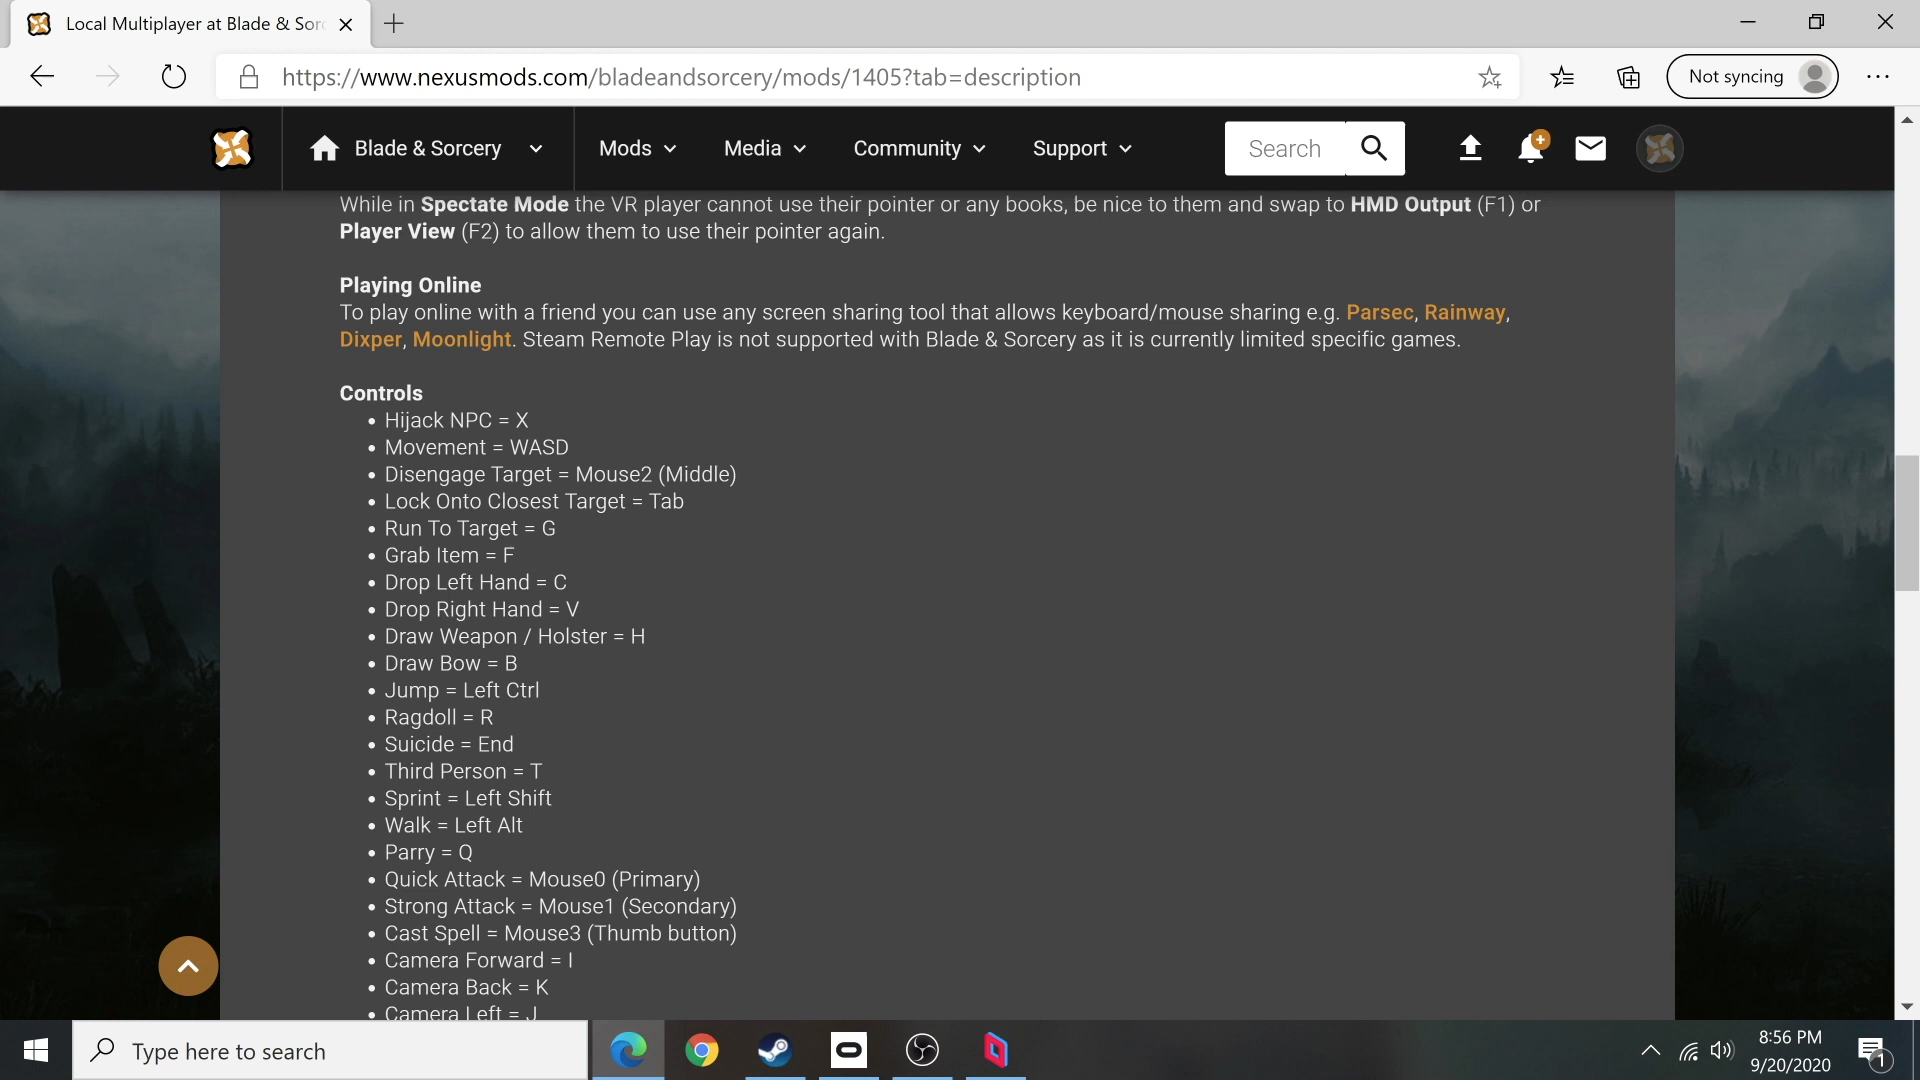 Local Multiplayer at Blade & Sor
https://www.nexusmods.com/bladeandsorcery/mods/1405?tab=description
Not syncing
Blade & Sorcery
Mods
Media
Community
Support
Search
While in Spectate Mode the VR player cannot use their pointer or any books, be nice to them and swap to HMD Output (F1) or
Player View (F2) to allow them to use their pointer again.
Playing Online
To play online with a friend you can use any screen sharing tool that allows keyboard/mouse sharing e.g. Parsec, Rainway,
Dixper, Moonlight. Steam Remote Play is not supported with Blade & Sorcery as it is currently limited specific games.
Controls
• Hijack NPC = X
• Movement = WASD
• Disengage Target = Mouse2 (Middle)
• Lock Onto Closest Target = Tab
• Run To Target = G
• Grab Item = F
• Drop Left Hand = C
• Drop Right Hand = V
• Draw Weapon / Holster = H
• Draw Bow = B
• Jump = Left Ctrl
• Ragdoll = R
• Suicide = End
• Third Person = T
• Sprint = Left Shift
• Walk = Left Alt
• Parry = Q
• Quick Attack = Mouse0 (Primary)
• Strong Attack = Mouse1 (Secondary)
• Cast Spell = Mouse3 (Thumb button)
• Camera Forward = I
• Camera Back = K
• Camera Left = J
Type here to search
8:56 PM
9/20/2020
1